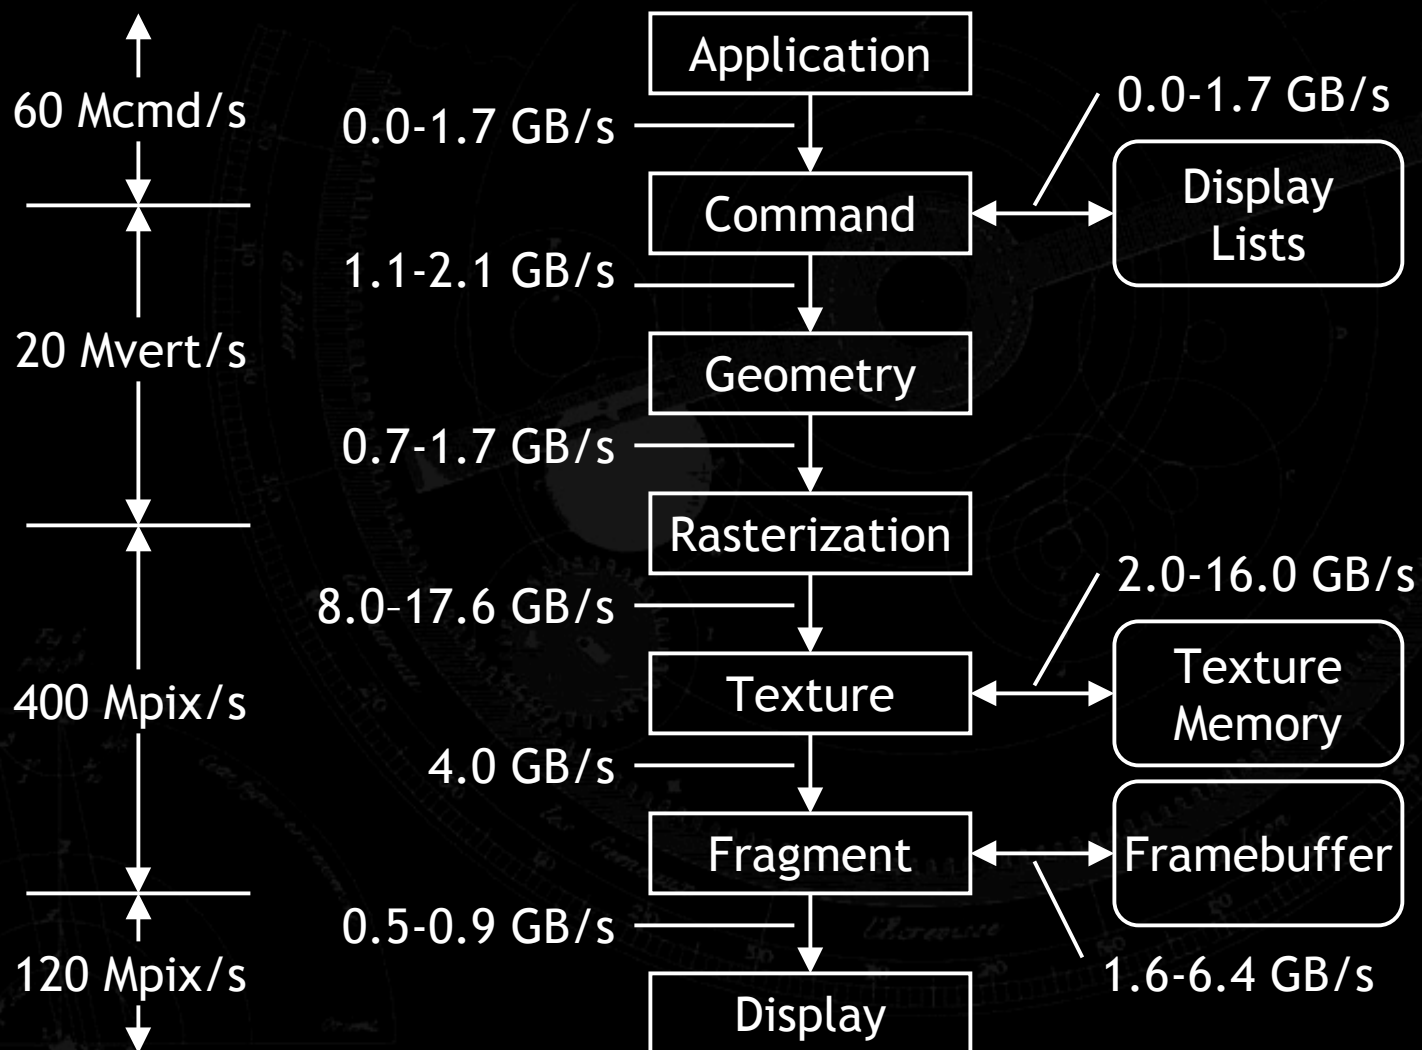 Application
60 Mcmd/s
0.0-1.7 GB/s
0.0-1.7 GB/s
Command
Display
Lists
1.1-2.1 GB/s
20 Mvert/s
Geometry
0.7-1.7 GB/s
Rasterization
8.0-17.6 GB/s
2.0-16.0 GB/s
400 Mpix/s
Texture
Texture
Memory
4.0 GB/s
Fragment
Framebuffer
0.5-0.9 GB/s
120 Mpix/s
1.6-6.4 GB/s
Display